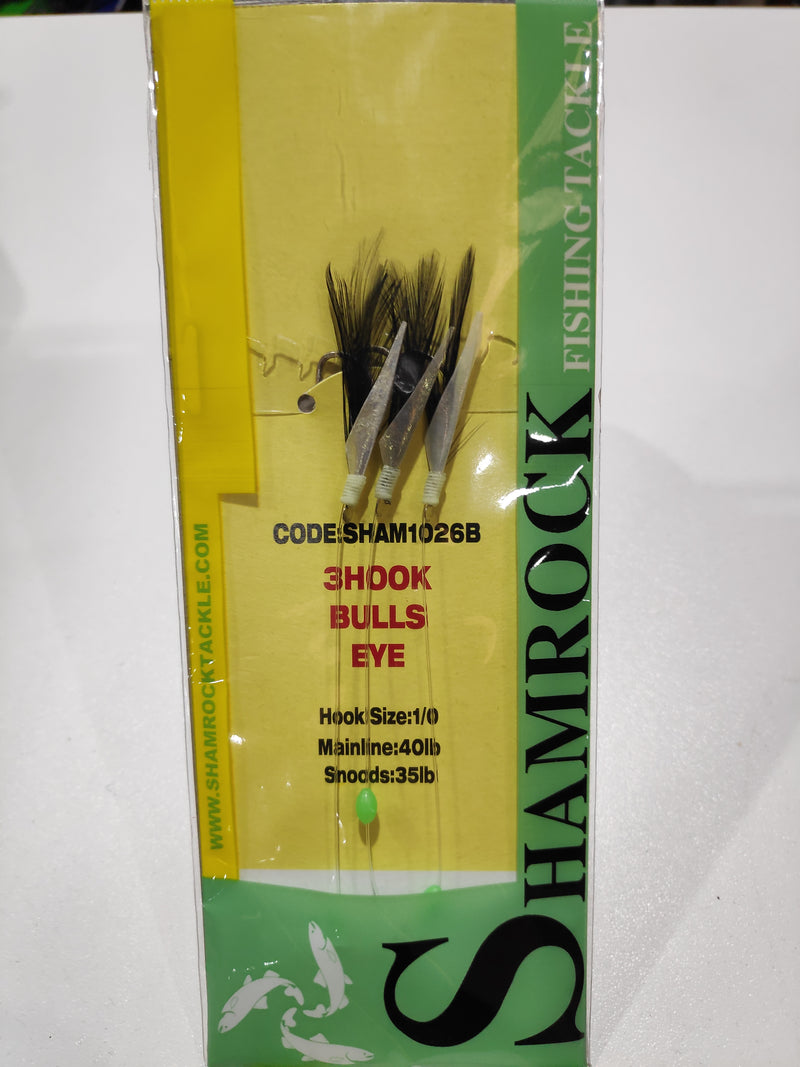 CODE:SHAM1026B
3HOOK
BULLS
EYE
Hook Size:1/0
Mainline:40lb
Snoods:35lb
WWW.SHAMROCKTACKLE.COM
SHAMROCK
FISHING TACKLE